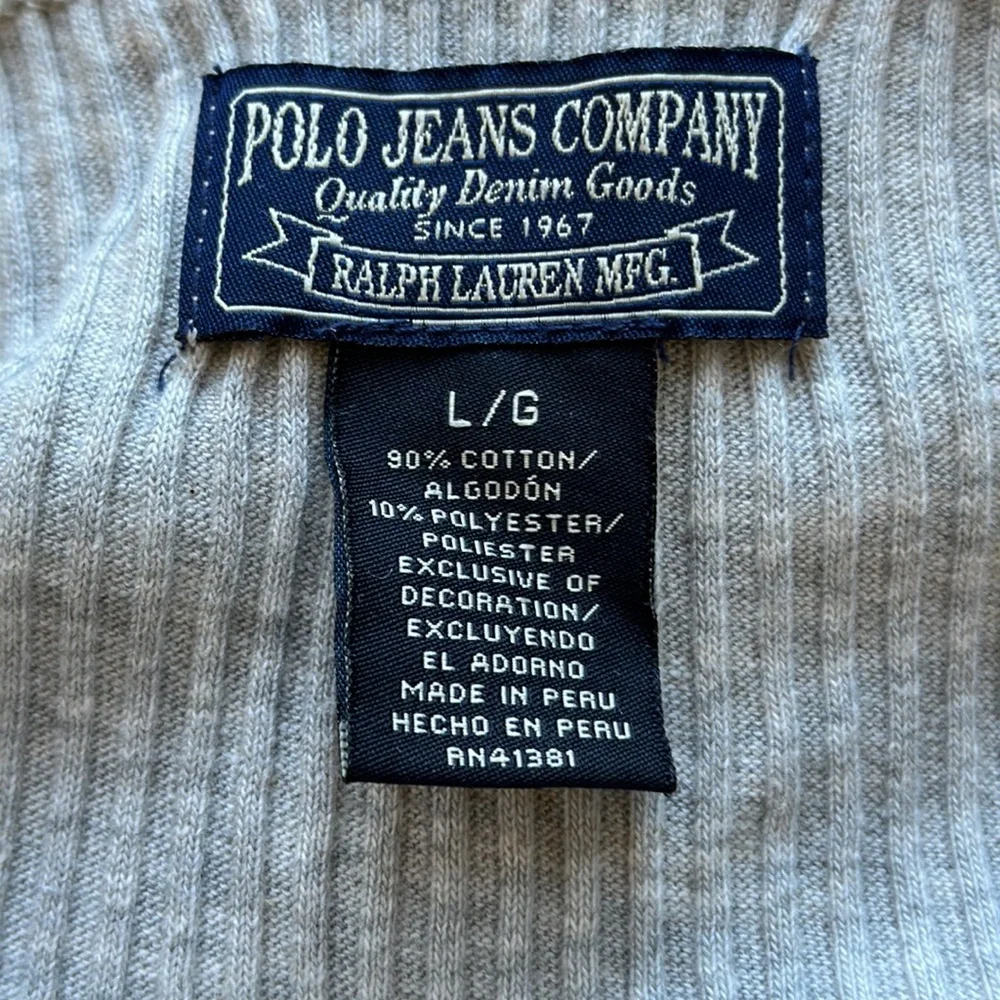 POLO JEANS COMPANY
Quality Denim Goods
SINCE 1967
RALPH LAUREN MFG.
L/G
90% COTTON/
ALGODÓN
10% POLYESTER/
POLIESTER
EXCLUSIVE OF
DECORATION/
EXCLUYENDO
EL ADORNO
MADE IN PERU
HECHO EN PERU
RN41381